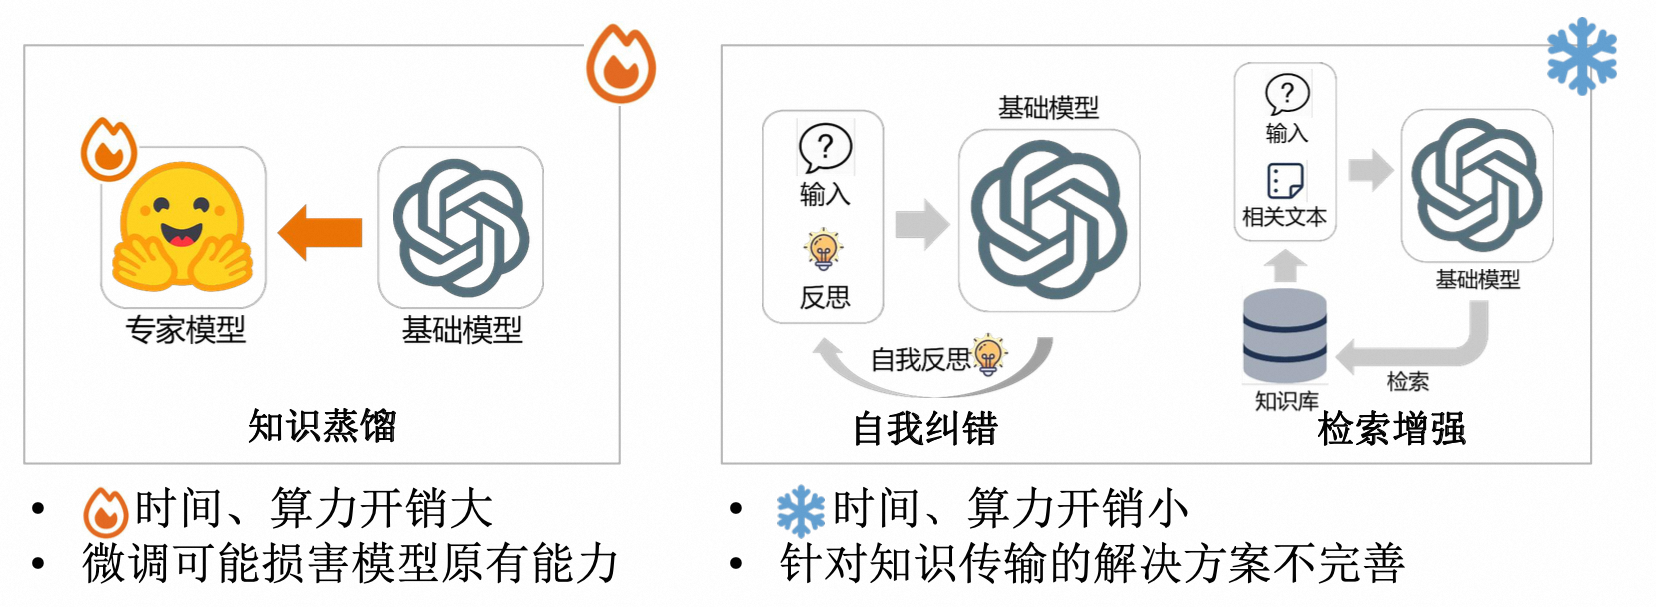 专家模型
基础模型
知识蒸馏
• 时间、算力开销大
• 微调可能损害模型原有能力
?
输入
反思
基础模型
自我反思
自我纠错
?
输入
相关文本
基础模型
检索
知识库
检索增强
• 时间、算力开销小
• 针对知识传输的解决方案不完善